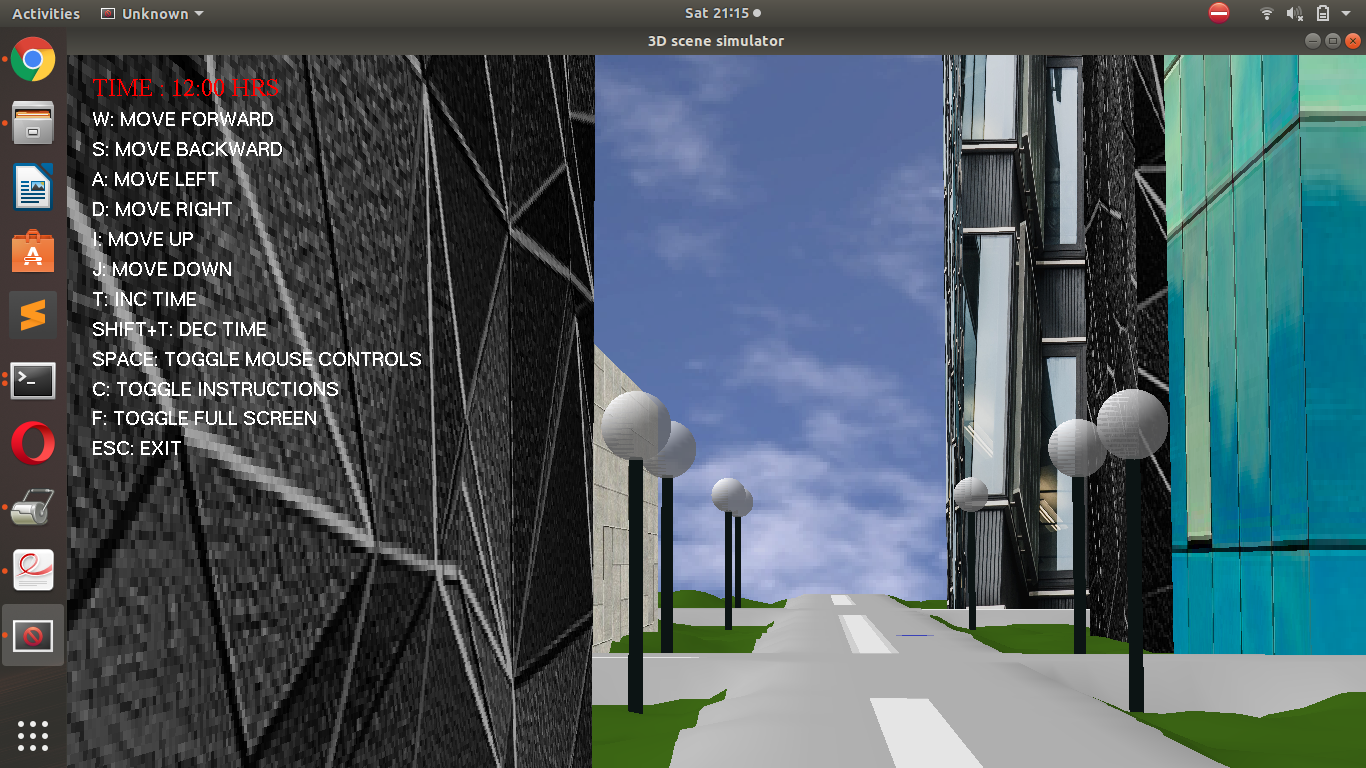 Activities
Unknown
Sat 21:15
3D scene simulator
TIME : 12:00 HRS
W: MOVE FORWARD
S: MOVE BACKWARD
A: MOVE LEFT
D: MOVE RIGHT
I: MOVE UP
J: MOVE DOWN
T: INC TIME
SHIFT+T: DEC TIME
SPACE: TOGGLE MOUSE CONTROLS
C: TOGGLE INSTRUCTIONS
F: TOGGLE FULL SCREEN
ESC: EXIT